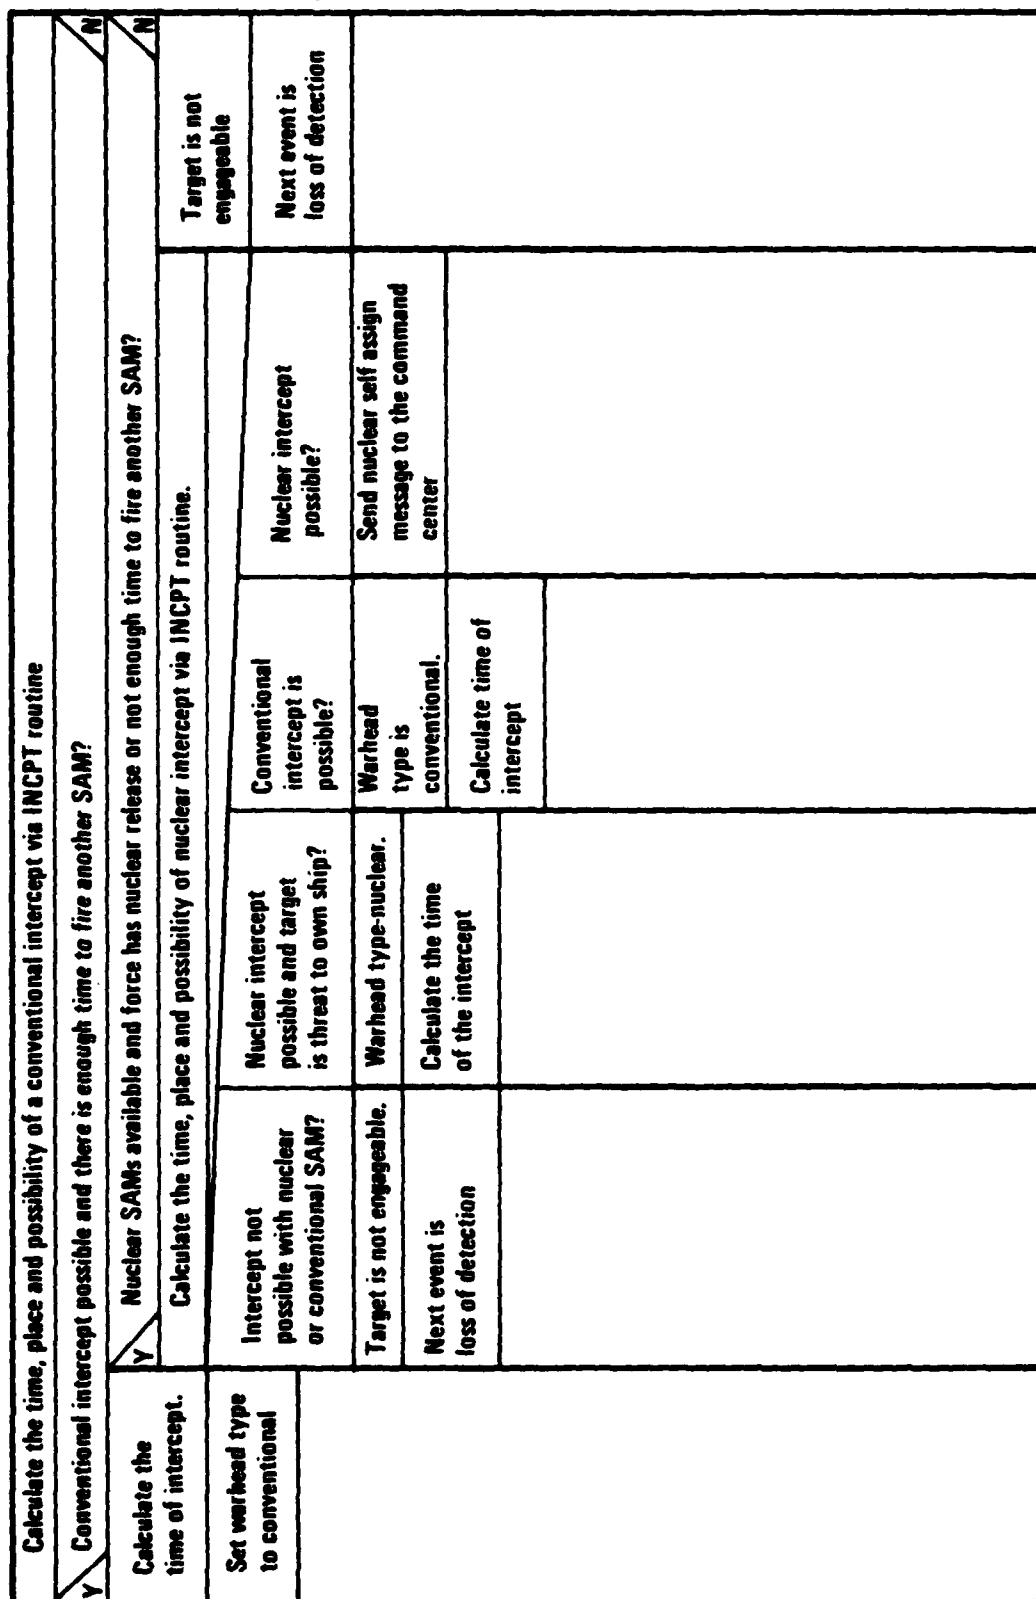 Calculate the time, place and possibility of a conventional intercept via INCPT routine
Y
Conventional intercept possible and there is enough time to fire another SAM?
N
Calculate the
time of intercept.
Set warhead type
to conventional
Y
Nuclear SAMs available and force has nuclear release or not enough time to fire another SAM?
N
Calculate the time, place and possibility of nuclear intercept via INCPT routine.
Intercept not
possible with nuclear
or conventional SAM?
Target is not engageable.
Next event is
loss of detection
Nuclear intercept
possible and target
is threat to own ship?
Warhead type-nuclear.
Calculate the time
of the intercept
Conventional
intercept is
possible?
Warhead
type is
conventional.
Calculate time of
intercept
Nuclear intercept
possible?
Send nuclear self assign
message to the command
center
Target is not
engageable
Next event is
loss of detection